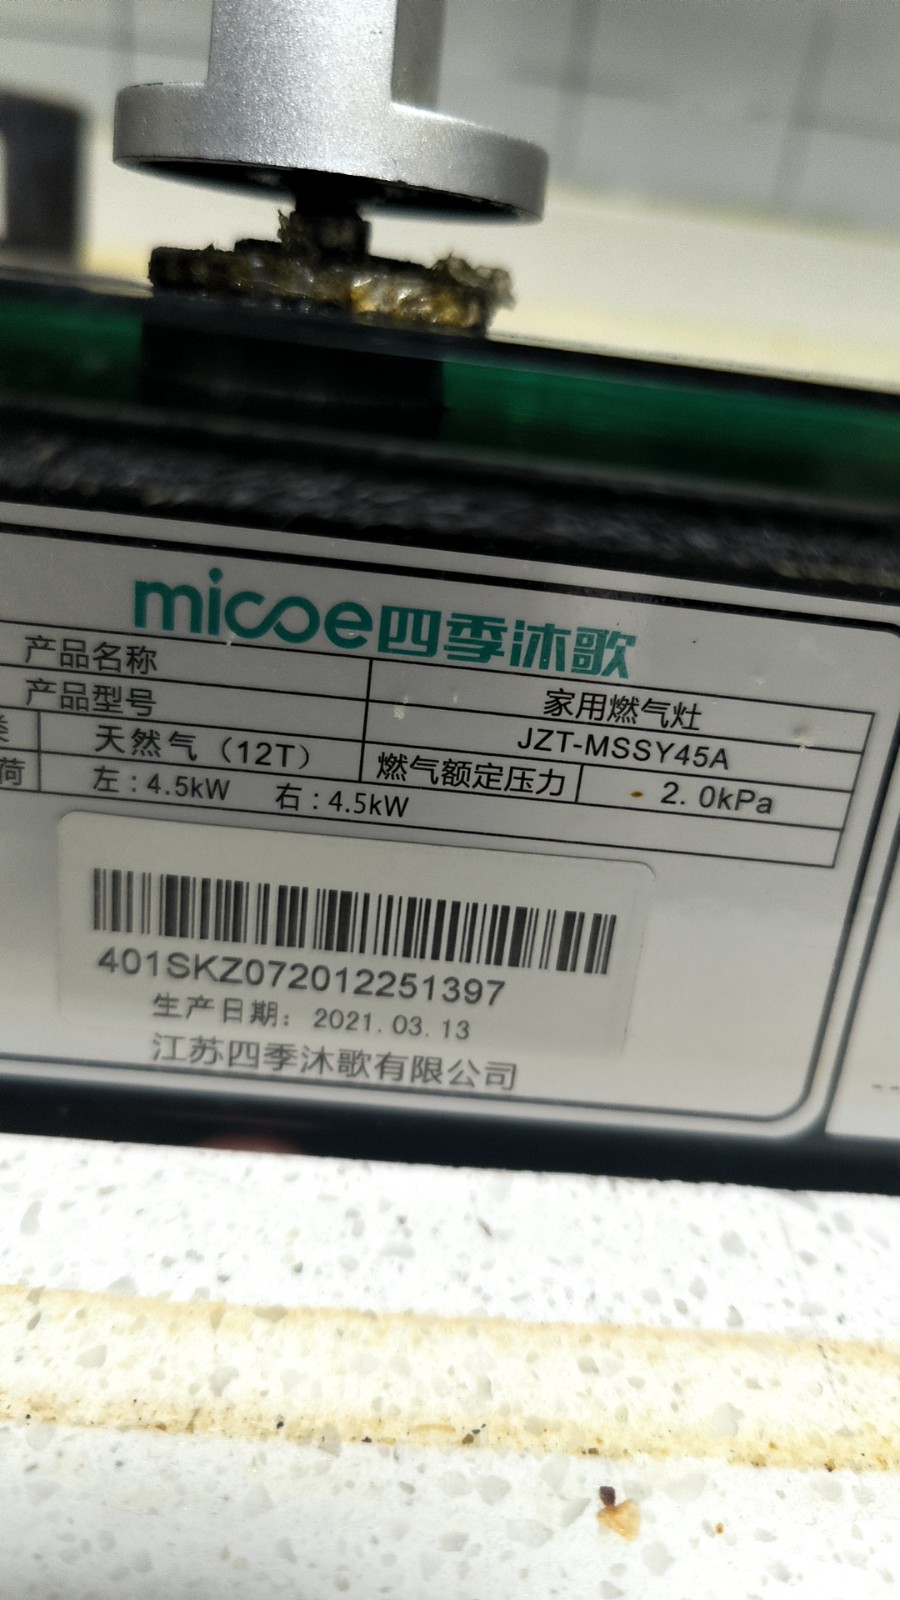 micoe四季沐歌
产品名称 家用燃气灶
产品型号 JZT-MSSY45A
类 天然气（12T） 燃气额定压力 2.0kPa
荷 左：4.5kW 右：4.5kW
401SKZ072012251397
生产日期：2021.03.13
江苏四季沐歌有限公司